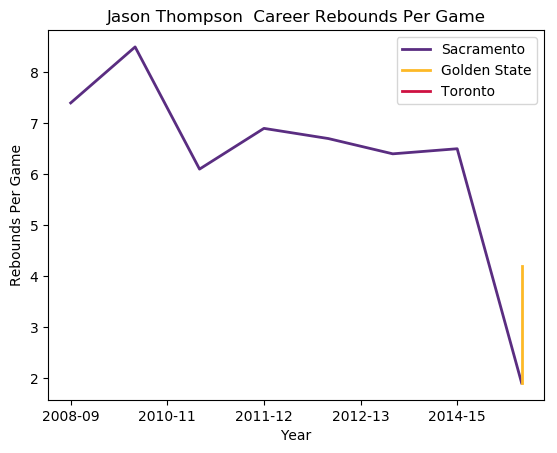 Jason Thompson  Career Rebounds Per Game
Sacramento
Golden State
Toronto
Rebounds Per Game
8
7
6
5
4
3
2
2008-09 2010-11 2011-12 2012-13 2014-15
Year